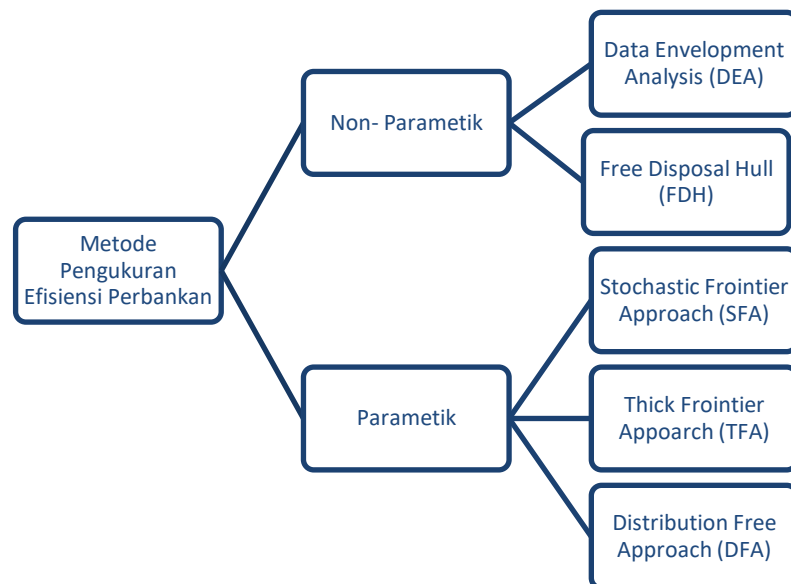 Metode
Pengukuran
Efisiensi Perbankan
Non- Parametik
Data Envelopment
Analysis (DEA)
Free Disposal Hull
(FDH)
Parametik
Stochastic Frointier
Approach (SFA)
Thick Frointier
Appoarch (TFA)
Distribution Free
Approach (DFA)